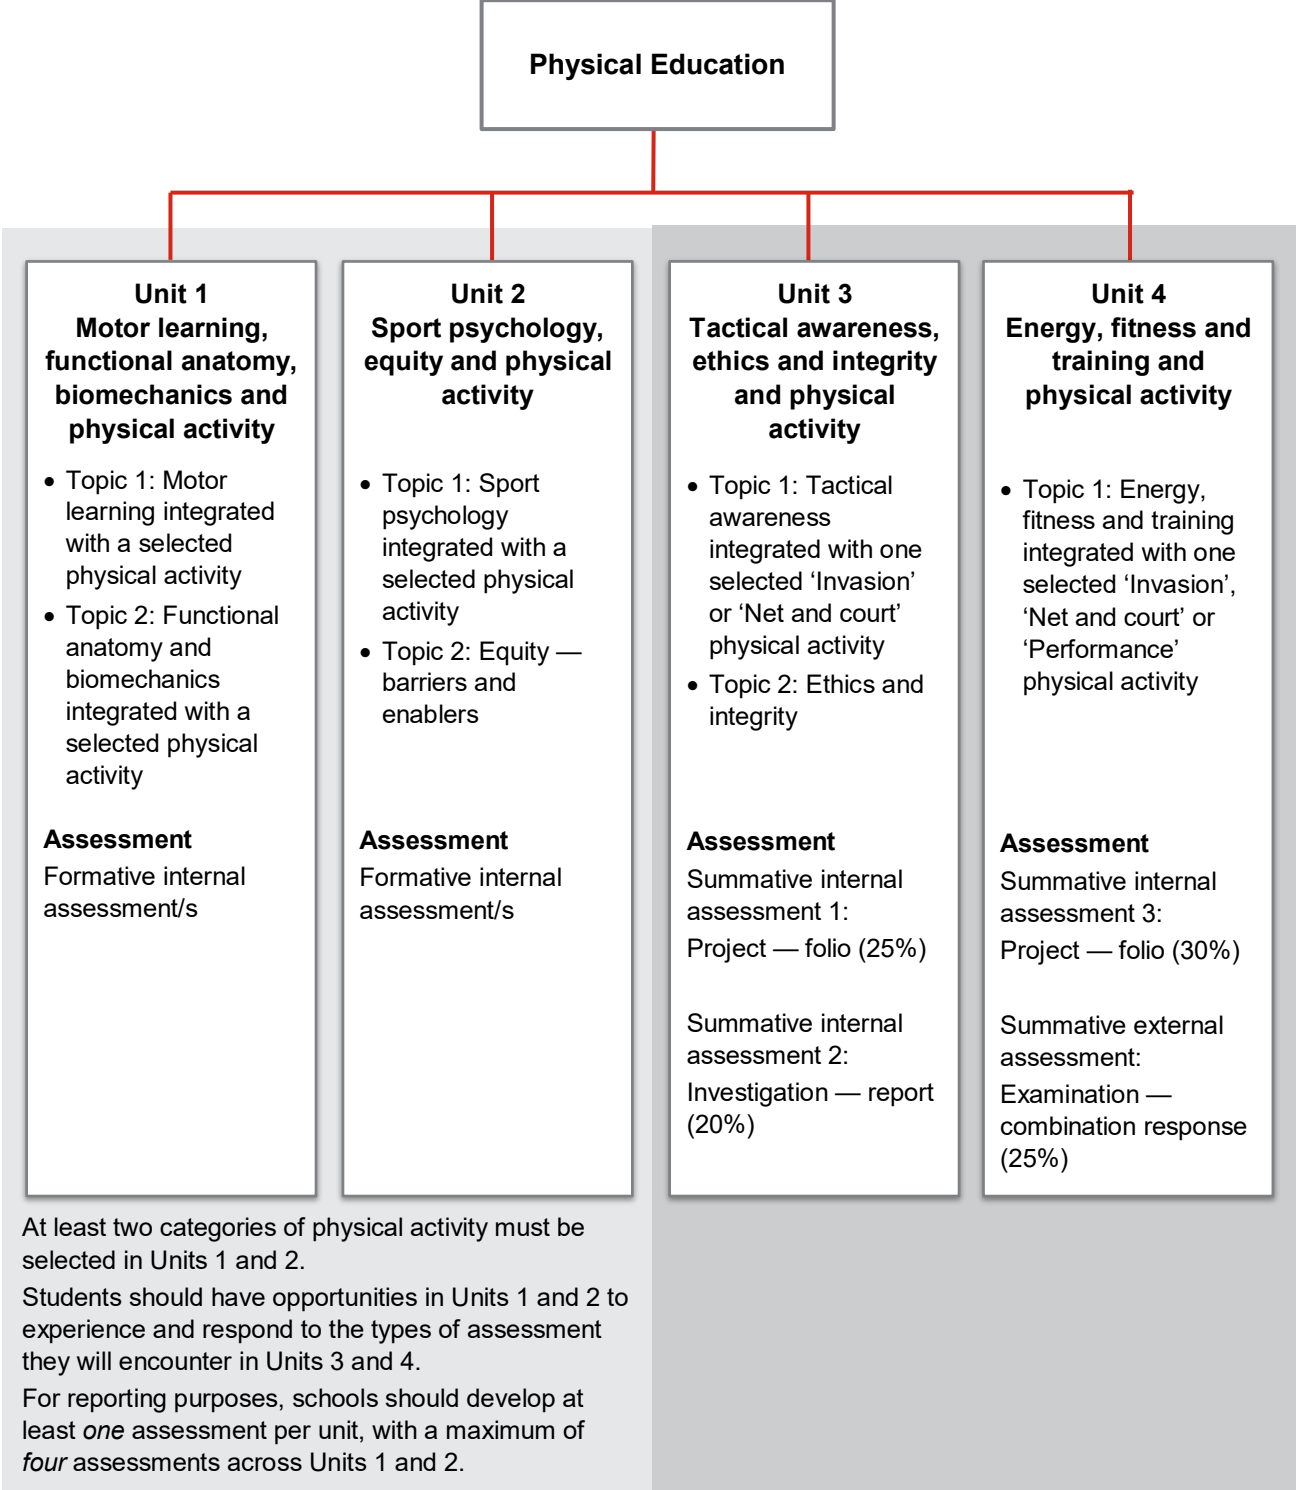 Physical Education
Unit 1
Motor learning,
functional anatomy,
biomechanics and
physical activity
• Topic 1: Motor
learning integrated
with a selected
physical activity
• Topic 2: Functional
anatomy and
biomechanics
integrated with a
selected physical
activity
Assessment
Formative internal
assessment/s
Unit 2
Sport psychology,
equity and physical
activity
• Topic 1: Sport
psychology
integrated with a
selected physical
activity
• Topic 2: Equity —
barriers and
enablers
Assessment
Formative internal
assessment/s
Unit 3
Tactical awareness,
ethics and integrity
and physical
activity
• Topic 1: Tactical
awareness
integrated with one
selected ‘Invasion’
or ‘Net and court’
physical activity
• Topic 2: Ethics and
integrity
Assessment
Summative internal
assessment 1:
Project — folio (25%)
Summative internal
assessment 2:
Investigation — report
(20%)
Unit 4
Energy, fitness and
training and
physical activity
• Topic 1: Energy,
fitness and training
integrated with one
selected ‘Invasion’,
‘Net and court’ or
‘Performance’
physical activity
Assessment
Summative internal
assessment 3:
Project — folio (30%)
Summative external
assessment:
Examination —
combination response
(25%)
At least two categories of physical activity must be
selected in Units 1 and 2.
Students should have opportunities in Units 1 and 2 to
experience and respond to the types of assessment
they will encounter in Units 3 and 4.
For reporting purposes, schools should develop at
least one assessment per unit, with a maximum of
four assessments across Units 1 and 2.